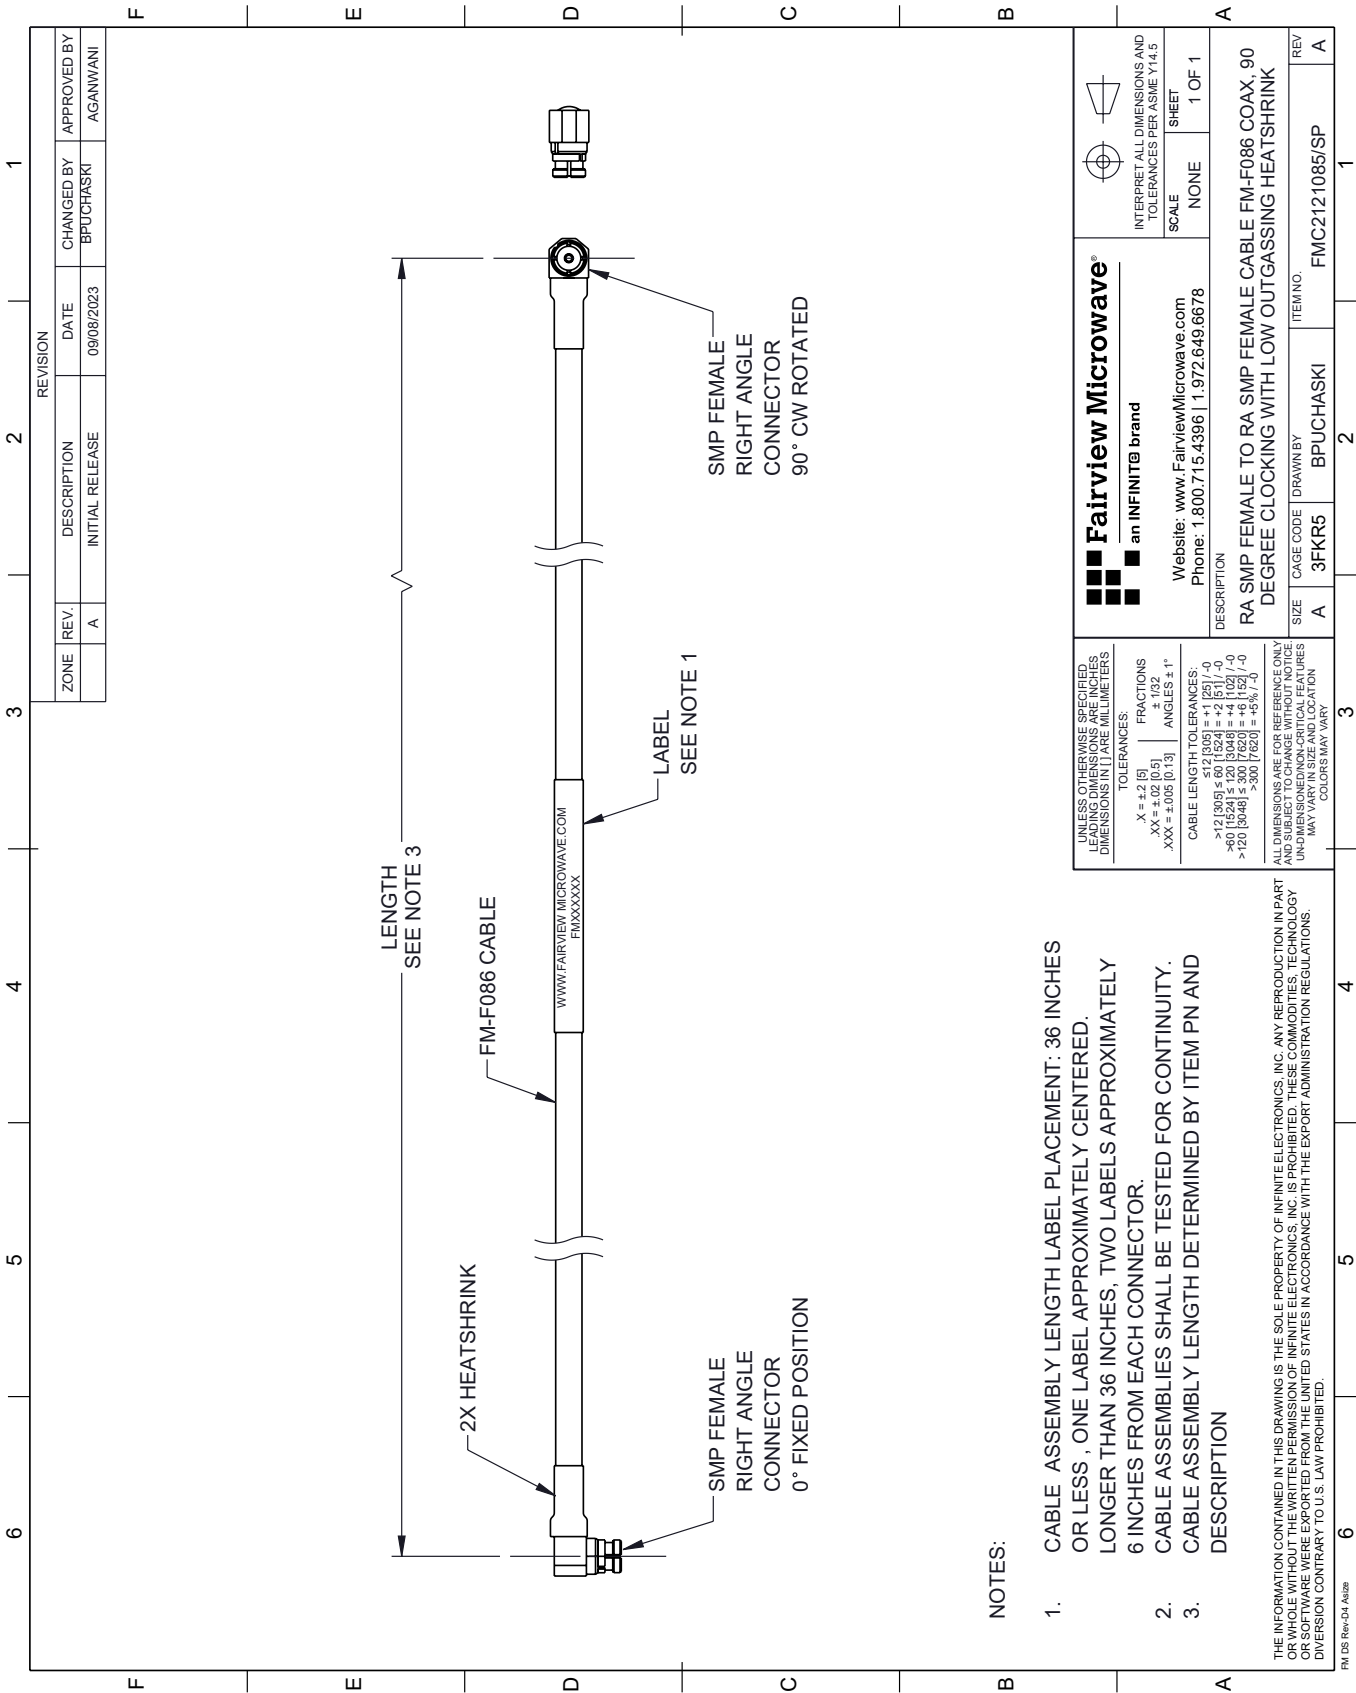 6
5
4
3
2
1
F
E
D
C
B
A
REVISION
ZONE REV. DESCRIPTION DATE CHANGED BY APPROVED BY
A INITIAL RELEASE 09/08/2023 BPUCHASKI AGANWANI
LENGTH
SEE NOTE 3
2X HEATSHRINK
FM-F086 CABLE
WWW.FAIRVIEW MICROWAVE.COM
FMXXXXXX
LABEL
SEE NOTE 1
SMP FEMALE
RIGHT ANGLE
CONNECTOR
0° FIXED POSITION
SMP FEMALE
RIGHT ANGLE
CONNECTOR
90° CW ROTATED
NOTES:
1. CABLE ASSEMBLY LENGTH LABEL PLACEMENT: 36 INCHES
OR LESS , ONE LABEL APPROXIMATELY CENTERED.
LONGER THAN 36 INCHES, TWO LABELS APPROXIMATELY
6 INCHES FROM EACH CONNECTOR.
2. CABLE ASSEMBLIES SHALL BE TESTED FOR CONTINUITY.
3. CABLE ASSEMBLY LENGTH DETERMINED BY ITEM PN AND
DESCRIPTION
THE INFORMATION CONTAINED IN THIS DRAWING IS THE SOLE PROPERTY OF INFINITE ELECTRONICS, INC. ANY REPRODUCTION IN PART
OR WHOLE WITHOUT THE WRITTEN PERMISSION OF INFINITE ELECTRONICS, INC. IS PROHIBITED. THESE COMMODITIES, TECHNOLOGY
OR SOFTWARE WERE EXPORTED FROM THE UNITED STATES IN ACCORDANCE WITH THE EXPORT ADMINISTRATION REGULATIONS.
DIVERSION CONTRARY TO U.S. LAW PROHIBITED.
UNLESS OTHERWISE SPECIFIED
LEADING DIMENSIONS ARE INCHES
DIMENSIONS IN [ ] ARE MILLIMETERS
TOLERANCES:
.X = ±.2 [5]
.XX = ±.02 [0.5]
.XXX = ±.005 [0.13]
FRACTIONS
± 1/32
ANGLES ± 1°
CABLE LENGTH TOLERANCES:
≤12 [305] = +1 [25] / -0
>12 [305] ≤ 60 [1524] = +2 [51] / -0
>60 [1524] ≤ 120 [3048] = +4 [102] / -0
>120 [3048] ≤ 300 [7620] = +6 [152] / -0
>300 [7620] = +5% / -0
ALL DIMENSIONS ARE FOR REFERENCE ONLY
AND SUBJECT TO CHANGE WITHOUT NOTICE.
UN-DIMENSIONED/NON-CRITICAL FEATURES
MAY VARY IN SIZE AND LOCATION
COLORS MAY VARY
Fairview Microwave®
an INFINITE brand
Website: www.FairviewMicrowave.com
Phone: 1.800.715.4396 | 1.972.649.6678
INTERPRET ALL DIMENSIONS AND
TOLERANCES PER ASME Y14.5
SCALE NONE
SHEET 1 OF 1
DESCRIPTION
RA SMP FEMALE TO RA SMP FEMALE CABLE FM-F086 COAX, 90
DEGREE CLOCKING WITH LOW OUTGASSING HEATSHRINK
SIZE A
CAGE CODE 3FKR5
DRAWN BY BPUCHASKI
ITEM NO. FMC2121085/SP
REV A
6
5
4
3
2
1
F
E
D
C
B
A
FM DS Rev-D4 Asize